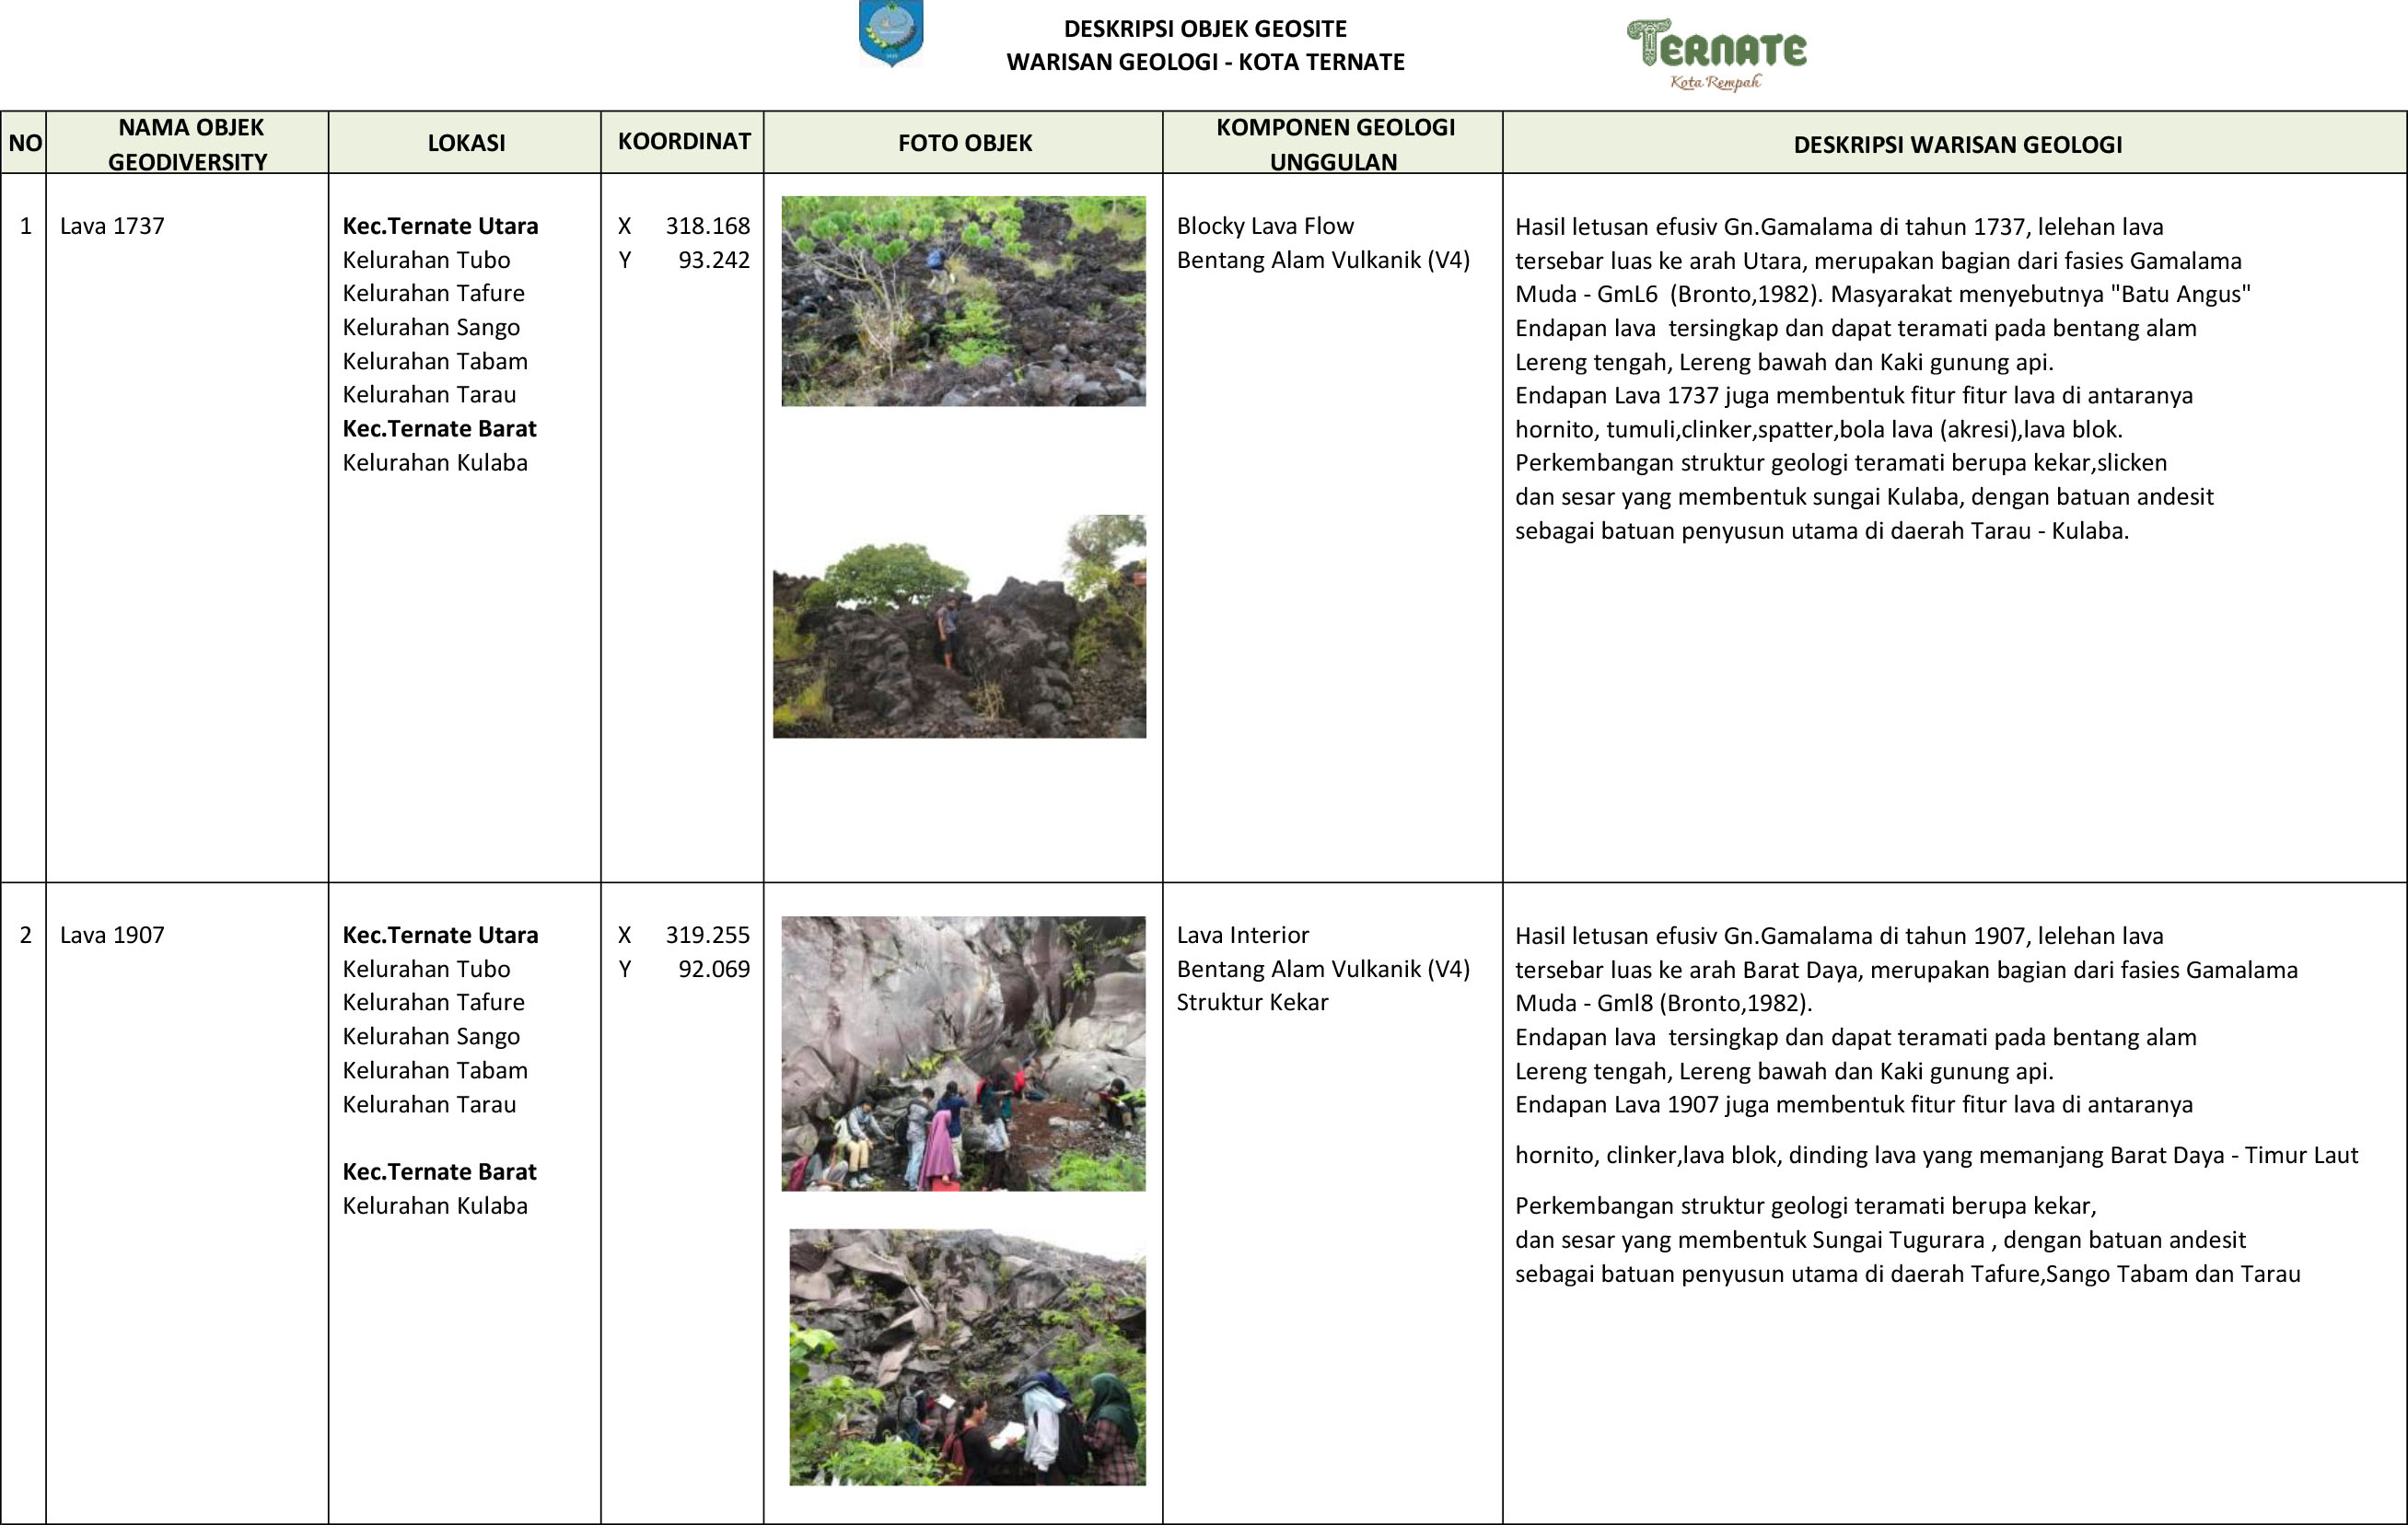 DESKRIPSI OBJEK GEOSITE
WARISAN GEOLOGI - KOTA TERNATE
TERNATE
Kota Rempah
NO
NAMA OBJEK
GEODIVERSITY
LOKASI
KOORDINAT
FOTO OBJEK
KOMPONEN GEOLOGI
UNGGULAN
DESKRIPSI WARISAN GEOLOGI
1
Lava 1737
Kec.Ternate Utara
Kelurahan Tubo
Kelurahan Tafure
Kelurahan Sango
Kelurahan Tabam
Kelurahan Tarau
Kec.Ternate Barat
Kelurahan Kulaba
X 318.168
Y 93.242
Blocky Lava Flow
Bentang Alam Vulkanik (V4)
Hasil letusan efusiv Gn.Gamalama di tahun 1737, lelehan lava
tersebar luas ke arah Utara, merupakan bagian dari fasies Gamalama
Muda - GmL6  (Bronto,1982). Masyarakat menyebutnya "Batu Angus"
Endapan lava  tersingkap dan dapat teramati pada bentang alam
Lereng tengah, Lereng bawah dan Kaki gunung api.
Endapan Lava 1737 juga membentuk fitur fitur lava di antaranya
hornito, tumuli,clinker,spatter,bola lava (akresi),lava blok.
Perkembangan struktur geologi teramati berupa kekar,slicken
dan sesar yang membentuk sungai Kulaba, dengan batuan andesit
sebagai batuan penyusun utama di daerah Tarau - Kulaba.
2
Lava 1907
Kec.Ternate Utara
Kelurahan Tubo
Kelurahan Tafure
Kelurahan Sango
Kelurahan Tabam
Kelurahan Tarau
Kec.Ternate Barat
Kelurahan Kulaba
X 319.255
Y 92.069
Lava Interior
Bentang Alam Vulkanik (V4)
Struktur Kekar
Hasil letusan efusiv Gn.Gamalama di tahun 1907, lelehan lava
tersebar luas ke arah Barat Daya, merupakan bagian dari fasies Gamalama
Muda - Gml8 (Bronto,1982).
Endapan lava  tersingkap dan dapat teramati pada bentang alam
Lereng tengah, Lereng bawah dan Kaki gunung api.
Endapan Lava 1907 juga membentuk fitur fitur lava di antaranya
hornito, clinker,lava blok, dinding lava yang memanjang Barat Daya - Timur Laut
Perkembangan struktur geologi teramati berupa kekar,
dan sesar yang membentuk Sungai Tugurara , dengan batuan andesit
sebagai batuan penyusun utama di daerah Tafure,Sango Tabam dan Tarau